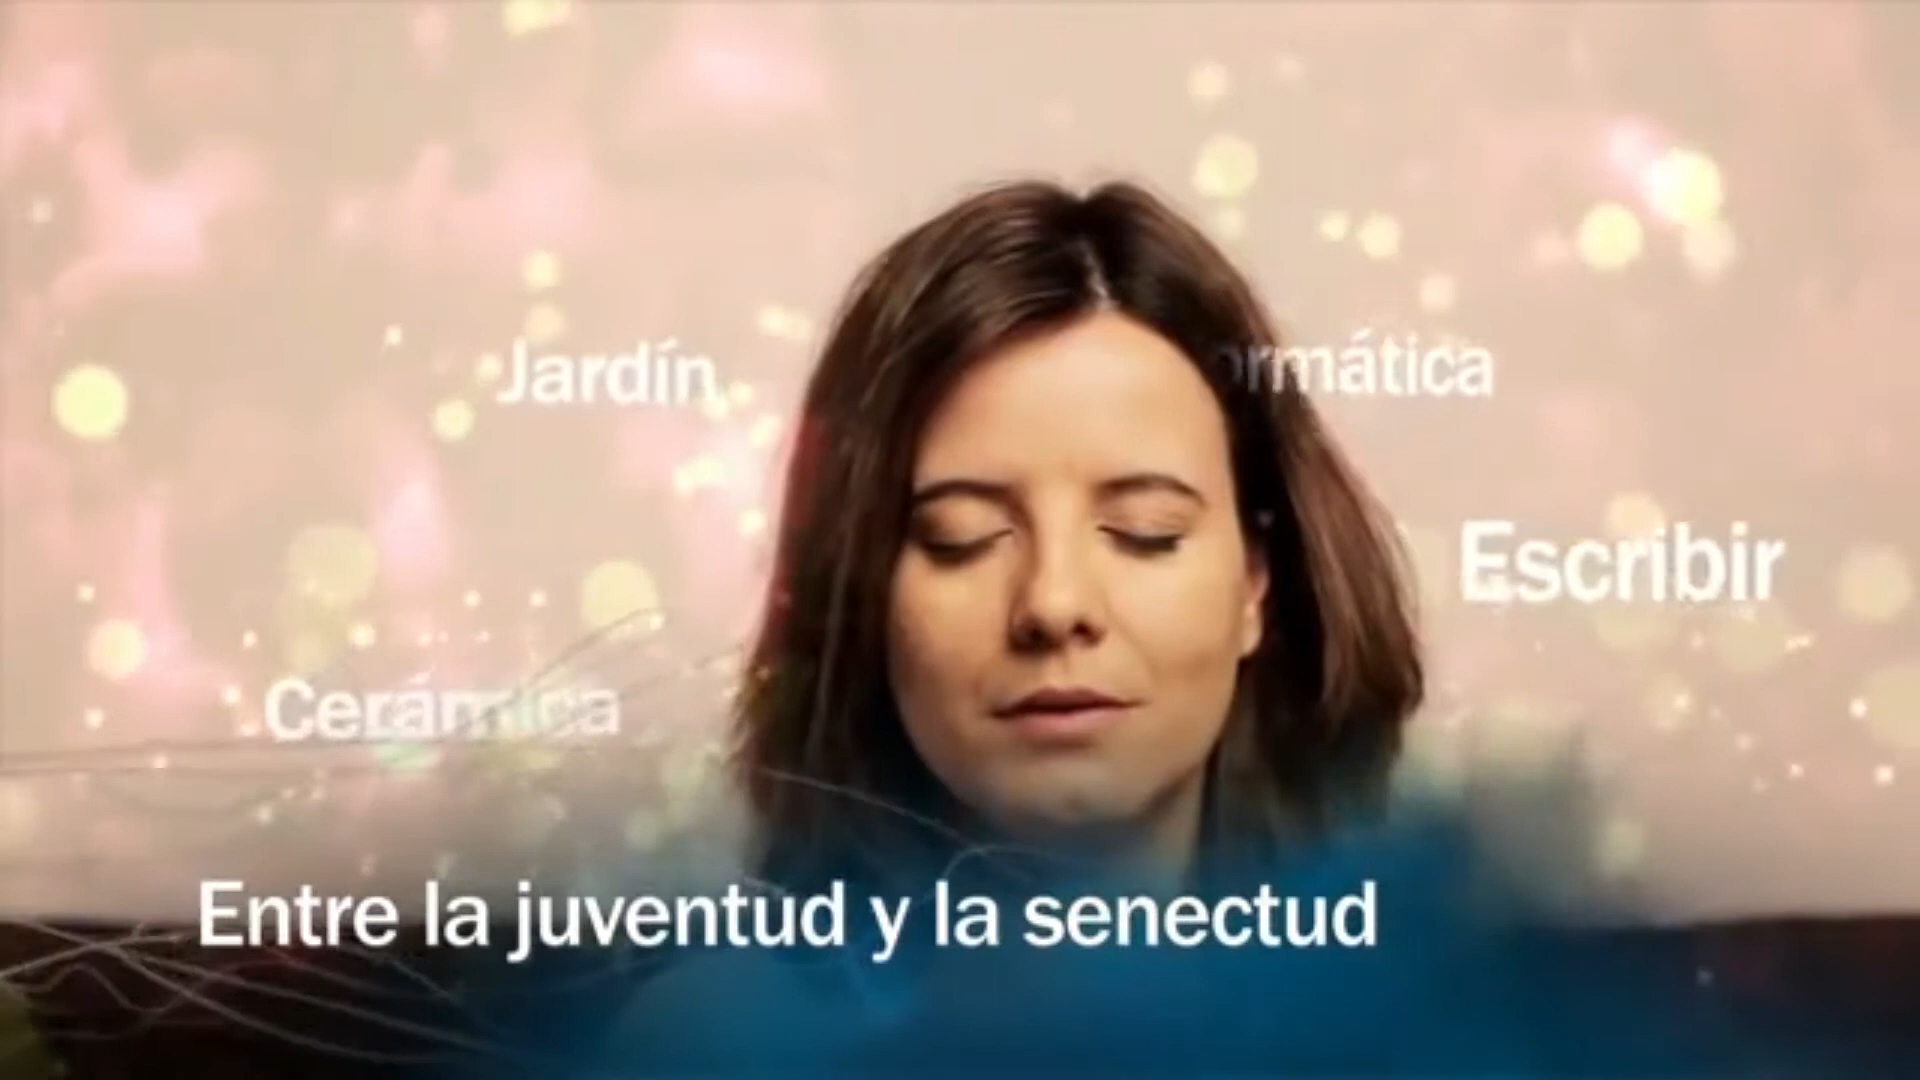 Jardín
Escribir
Cerámica
Entre la juventud y la senectud